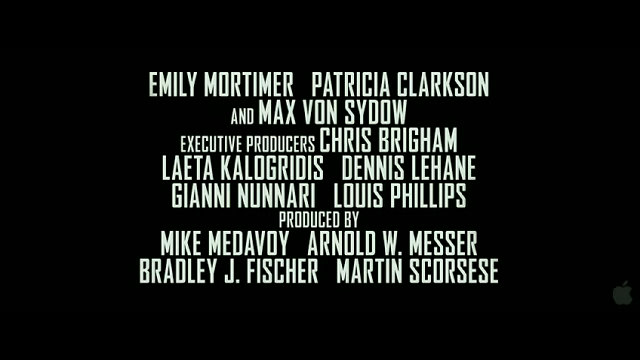 EMILY MORTIMER PATRICIA CLARKSON
AND MAX VON SYDOW
EXECUTIVE PRODUCERS CHRIS BRIGHAM
LAETA KALOGRIDIS DENNIS LEHANE
GIANNI NUNNARI LOUIS PHILLIPS
PRODUCED BY
MIKE MEDAVOY ARNOLD W. MESSER
BRADLEY J. FISCHER MARTIN SCORSESE